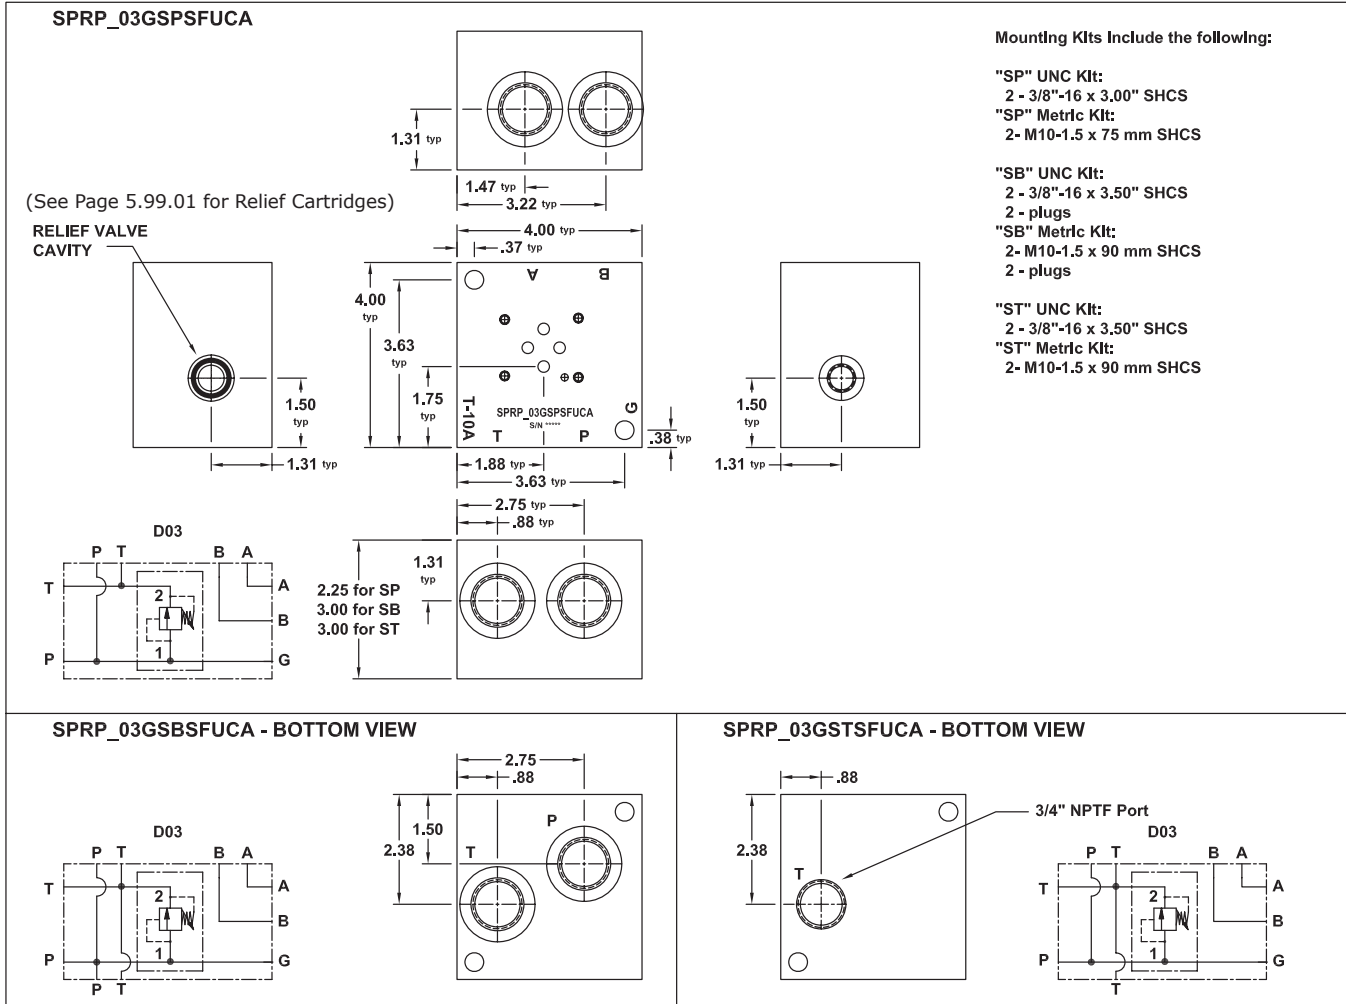 SPRP_03GSPSFUCA
Mounting Kits Include the following:
"SP" UNC Kit:
2 - 3/8"-16 x 3.00" SHCS
"SP" Metric Kit:
2- M10-1.5 x 75 mm SHCS
"SB" UNC Kit:
2 - 3/8"-16 x 3.50" SHCS
2 - plugs
"SB" Metric Kit:
2- M10-1.5 x 90 mm SHCS
2 - plugs
"ST" UNC Kit:
2 - 3/8"-16 x 3.50" SHCS
"ST" Metric Kit:
2- M10-1.5 x 90 mm SHCS
1.31 typ
1.47 typ
3.22 typ
(See Page 5.99.01 for Relief Cartridges)
RELIEF VALVE
CAVITY
4.00 typ
.37 typ
A
B
4.00
typ
3.63
typ
1.75
typ
1.50
typ
1.31 typ
T-10A
SPRP_03GSPSFUCA
S/N *****
T
P
G
.38 typ
1.88 typ
3.63 typ
1.50
typ
1.31 typ
2.75 typ
.88 typ
1.31
typ
2.25 for SP
3.00 for SB
3.00 for ST
D03
P T B A
T
2
A
B
P
1
G
SPRP_03GSBSFUCA - BOTTOM VIEW
2.75
.88
1.50
2.38
P
T
D03
P T B A
T
2
A
B
P
1
G
P T
SPRP_03GSTSFUCA - BOTTOM VIEW
.88
2.38
T
3/4" NPTF Port
D03
P T B A
T
2
A
B
P
1
G
T